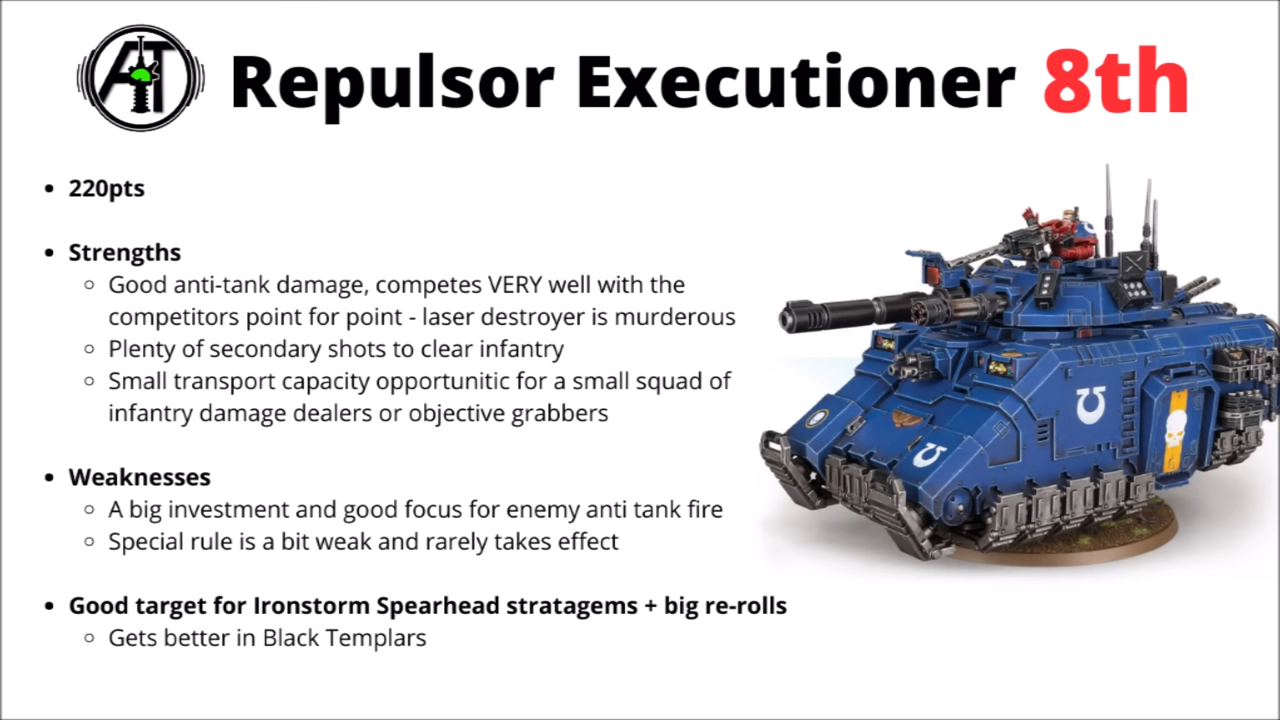 AT
Repulsor Executioner 8th
• 220pts
• Strengths
◦ Good anti-tank damage, competes VERY well with the
competitors point for point - laser destroyer is murderous
◦ Plenty of secondary shots to clear infantry
◦ Small transport capacity opportunitic for a small squad of
infantry damage dealers or objective grabbers
• Weaknesses
◦ A big investment and good focus for enemy anti tank fire
◦ Special rule is a bit weak and rarely takes effect
• Good target for Ironstorm Spearhead stratagems + big re-rolls
◦ Gets better in Black Templars